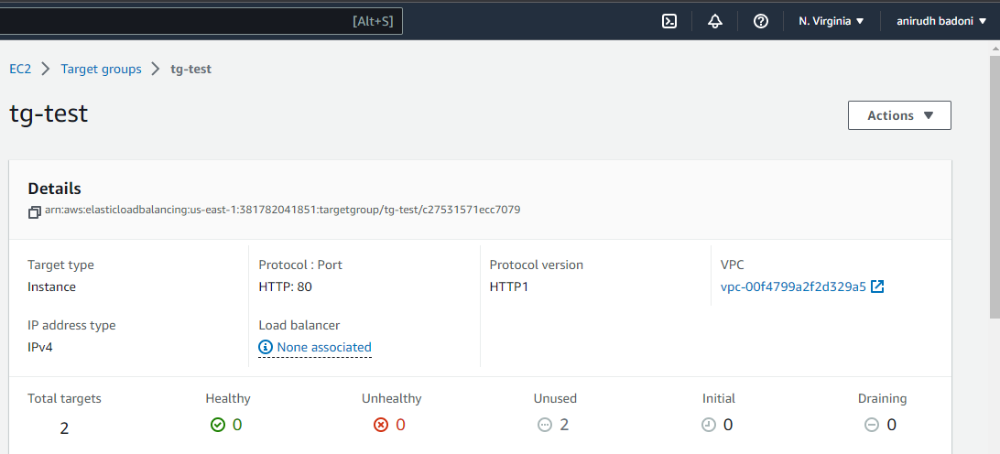 [Alt+S] N. Virginia anirudh badoni
EC2 Target groups tg-test
tg-test
Actions
Details
arn:aws:elasticloadbalancing:us-east-1:381782041851:targetgroup/tg-test/c27531571ecc7079
Target type Protocol : Port Protocol version VPC
Instance HTTP: 80 HTTP1 vpc-00f4799a2f2d329a5
IP address type Load balancer
IPv4 None associated
Total targets Healthy Unhealthy Unused Initial Draining
2 0 0 2 0 0